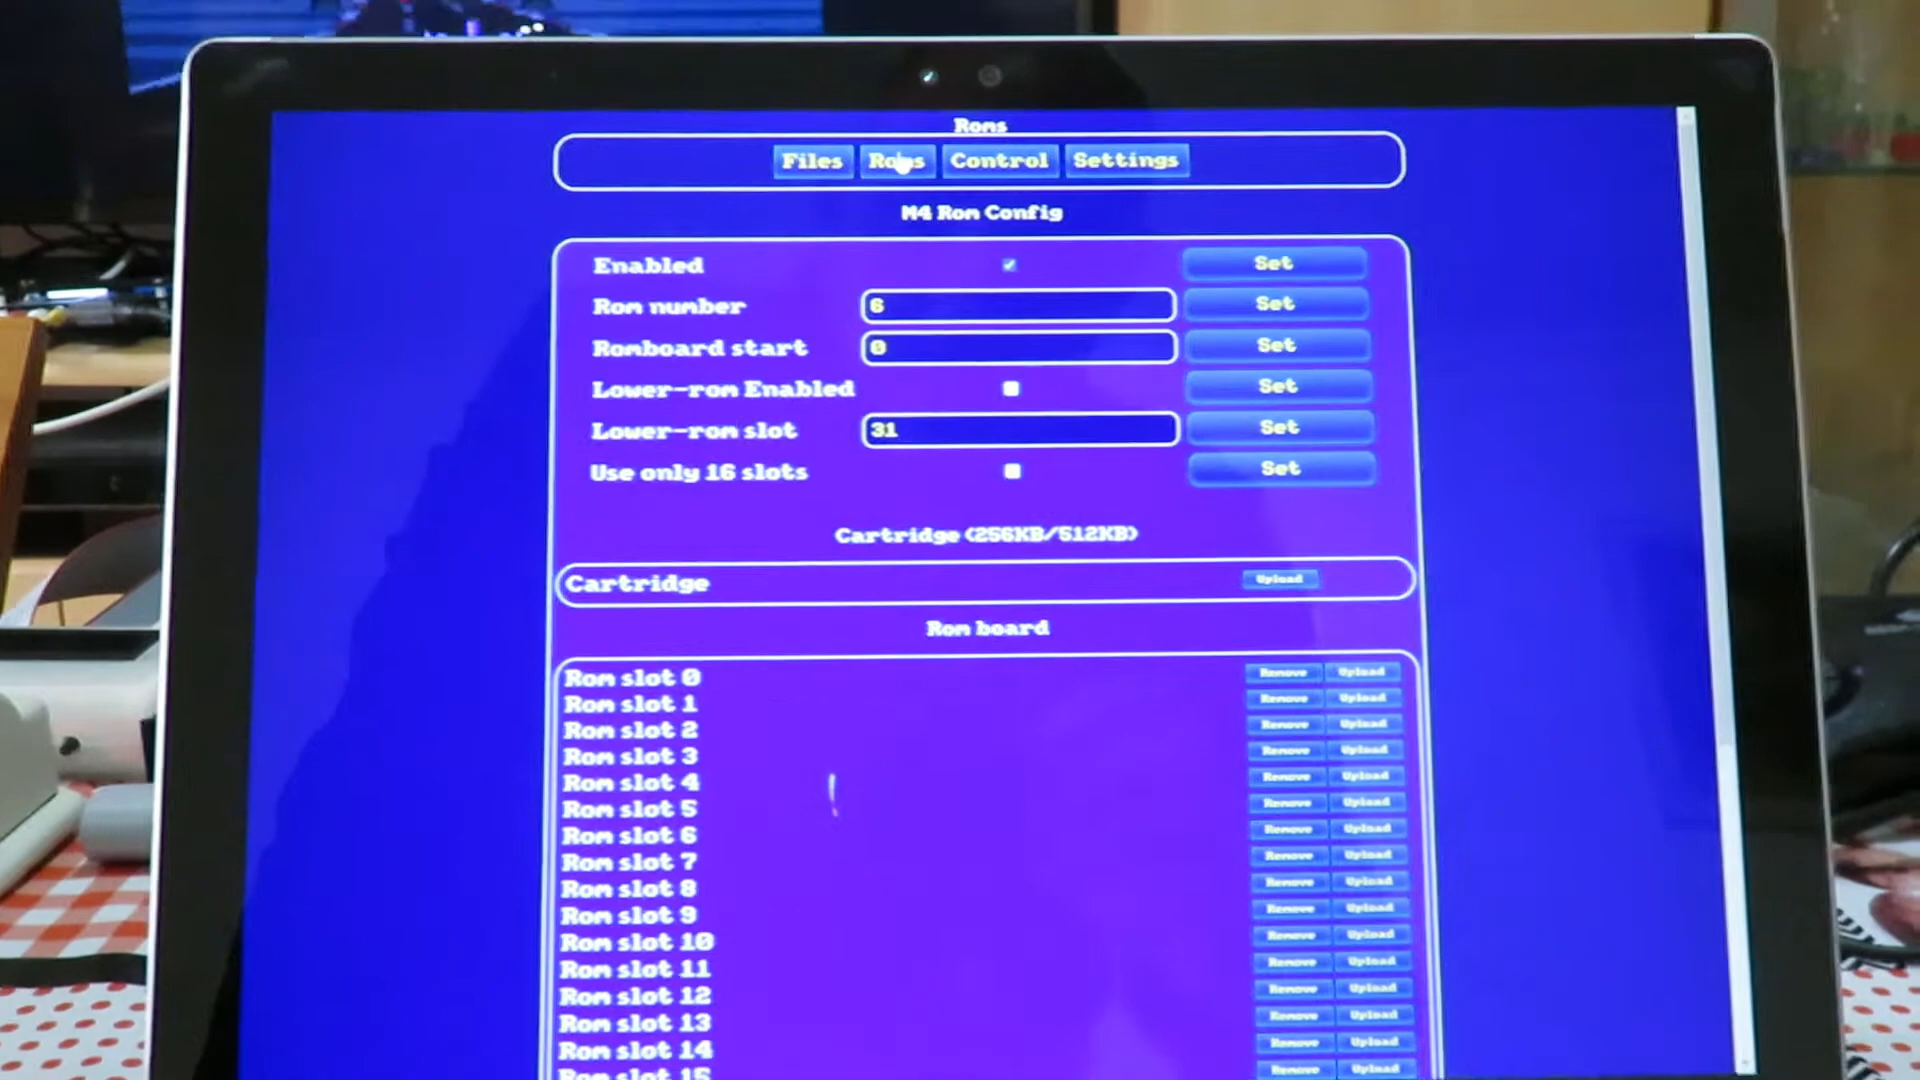 Roms
Files Roms Control Settings
M4 Rom Config
Enabled Set
Rom number 6 Set
Romboard start 0 Set
Lower-rom Enabled Set
Lower-rom slot 31 Set
Use only 16 slots Set
Cartridge (256KB/512KB)
Cartridge Upload
Rom board
Rom slot 0 Remove Upload
Rom slot 1 Remove Upload
Rom slot 2 Remove Upload
Rom slot 3 Remove Upload
Rom slot 4 Remove Upload
Rom slot 5 Remove Upload
Rom slot 6 Remove Upload
Rom slot 7 Remove Upload
Rom slot 8 Remove Upload
Rom slot 9 Remove Upload
Rom slot 10 Remove Upload
Rom slot 11 Remove Upload
Rom slot 12 Remove Upload
Rom slot 13 Remove Upload
Rom slot 14 Remove Upload
Rom slot 15 Remove Upload